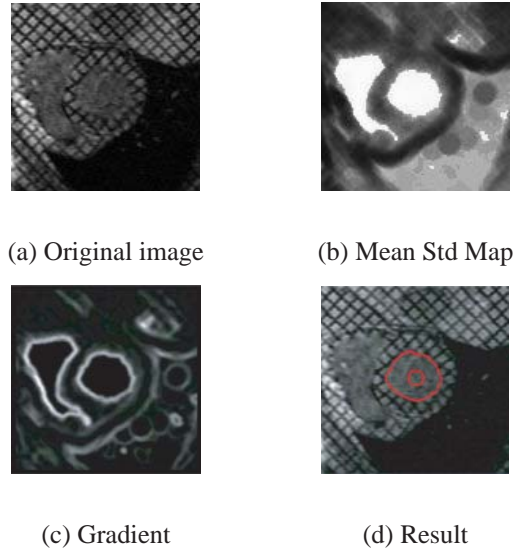 (a) Original image
(b) Mean Std Map
(c) Gradient
(d) Result